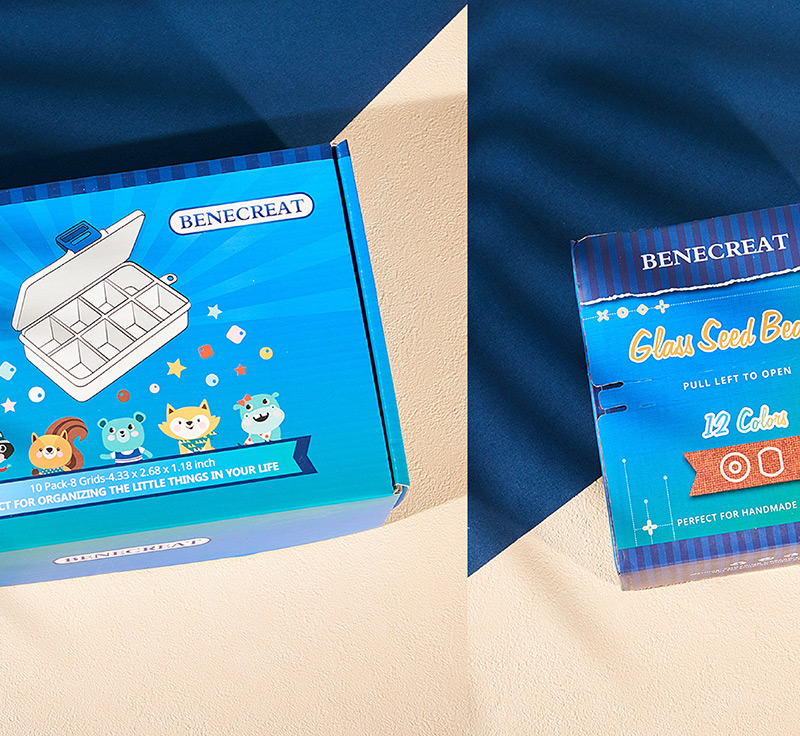 BENECREAT
10 Pack-8 Grids-4.33 x 2.68 x 1.18 inch
CT FOR ORGANIZING THE LITTLE THINGS IN YOUR LIFE
BENECREAT
BENECREAT
Glass Seed Bea
PULL LEFT TO OPEN
12 Colors
PERFECT FOR HANDMADE